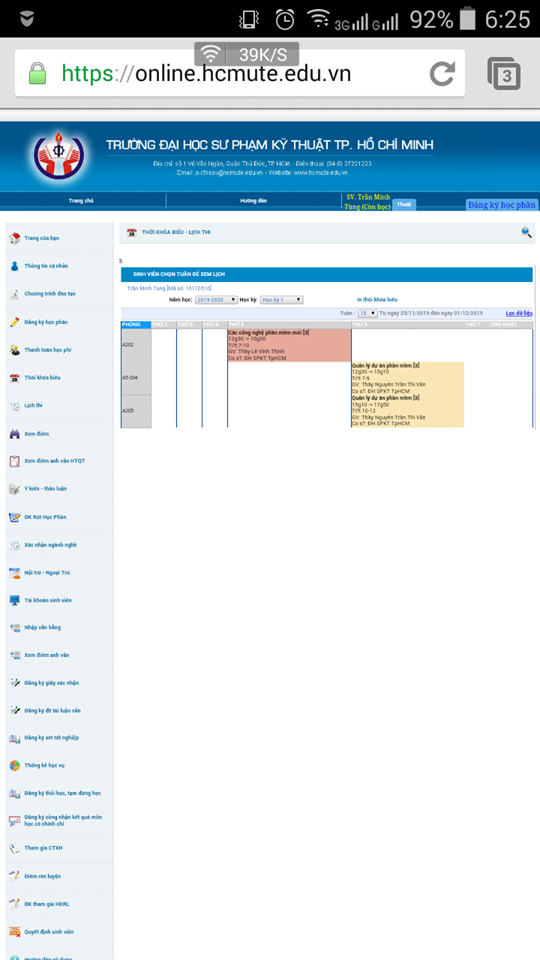 3G
G
92%
6:25
39K/S
https://online.hcmute.edu.vn
3
TRƯỜNG ĐẠI HỌC SƯ PHẠM KỸ THUẬT TP. HỒ CHÍ MINH
Địa chỉ: số 1 Võ Văn Ngân, Quận Thủ Đức, TP HCM - Điện thoại: (84-8) 37221223
Email: p.cthssv@hcmute.edu.vn - Website: www.hcmute.edu.vn
Trang chủ
Hướng dẫn
SV. Trần Minh
Tùng (Còn học)
Thoát
Đăng ký học phần
Trang của bạn
Thông tin cá nhân
Chương trình đào tạo
Đăng ký học phần
Thanh toán học phí
Thời khóa biểu
Lịch thi
Xem điểm
Xem điểm anh văn HTQT
Ý kiến - thảo luận
ĐK Rút Học Phần
Xác nhận ngành nghề
Nội trú - Ngoại Trú
Tài khoản sinh viên
Nhập văn bằng
Xem điểm anh văn
Đăng ký giấy xác nhận
Đăng ký đề tài luận văn
Đăng ký xét tốt nghiệp
Thống kê học vụ
Đăng ký thôi học, tạm dừng học
Đăng ký công nhận kết quả môn
học có chính chỉ
Tham gia CTXH
Điểm rèn luyện
ĐK tham gia HĐRL
Quyết định sinh viên
Hướng dẫn sử dụng
THỜI KHÓA BIỂU - LỊCH THI
S
SINH VIÊN CHỌN TUẦN ĐỂ XEM LỊCH
Trần Minh Tùng [Mã số: 16110516]
Năm học: 2019-2020 Học kỳ: Học kỳ 1
In thời khóa biểu
Tuần : 15 Từ ngày 25/11/2019 đến ngày 01/12/2019 Lọc dữ liệu
PHÒNG THỨ 2 THỨ 3 THỨ 4 THỨ 5 THỨ 6 THỨ 7 CHỦ NHẬT
A202
Các công nghệ phần mềm mới [3]
12g30 -> 16g00
Ti?t 7-10
GV: Thầy Lê Vĩnh Thịnh
Co s?: ĐH SPKT TpHCM
A5-204
Quản lý dự án phần mềm [3]
12g30 -> 15g10
Ti?t 7-9
GV: Thầy Nguyễn Trần Thi Văn
Co s?: ĐH SPKT TpHCM
A205
Quản lý dự án phần mềm [3]
15g10 -> 17g50
Ti?t 10-12
GV: Thầy Nguyễn Trần Thi Văn
Co s?: ĐH SPKT TpHCM